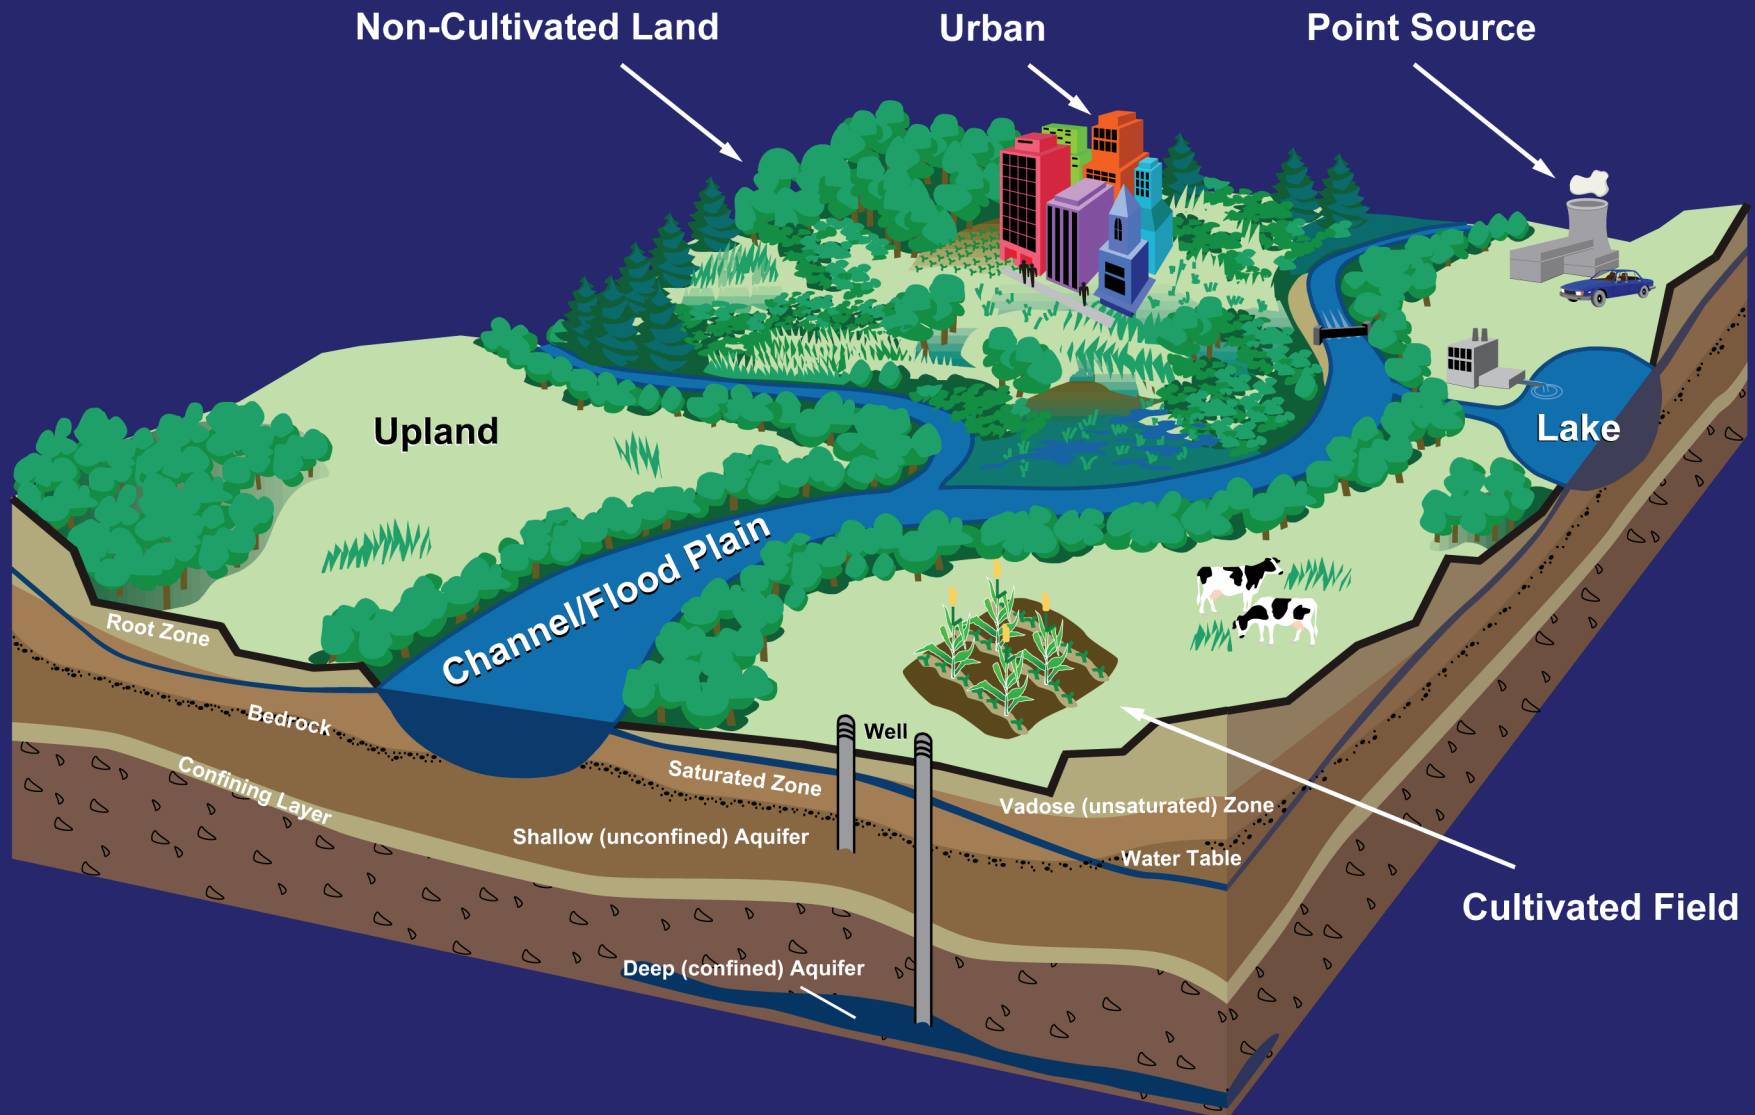 Non-Cultivated Land
Urban
Point Source
Upland
Lake
Channel/Flood Plain
Root Zone
Bedrock
Well
Saturated Zone
Confining Layer
Vadose (unsaturated) Zone
Shallow (unconfined) Aquifer
Water Table
Cultivated Field
Deep (confined) Aquifer